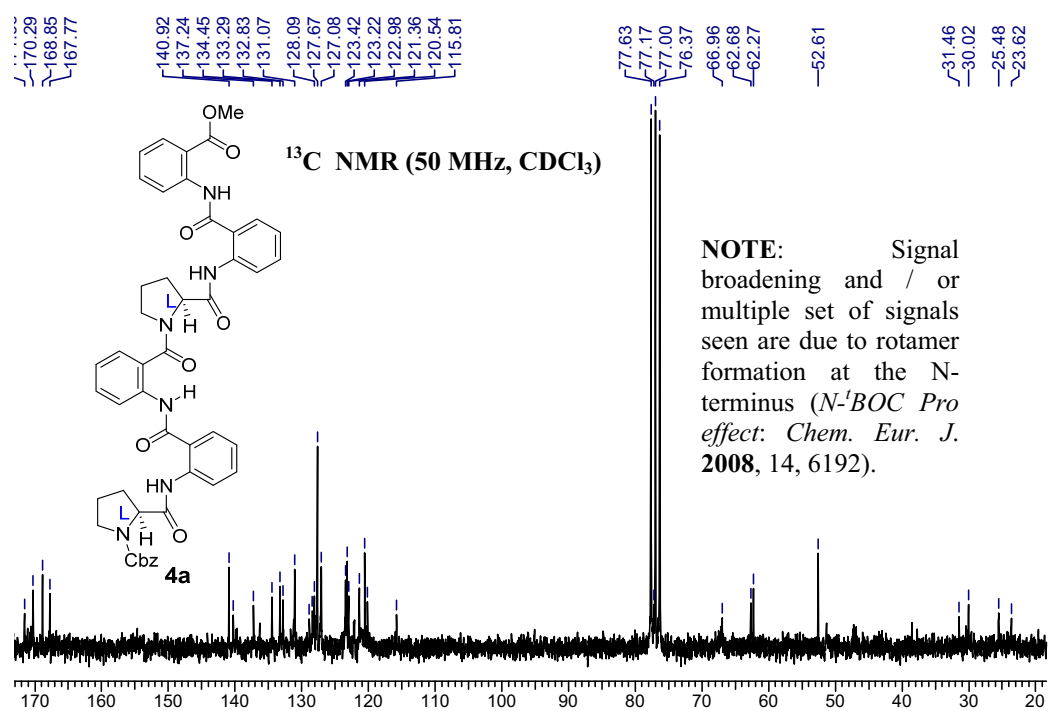 170.29
168.85
167.77
140.92
137.24
134.45
133.29
132.83
131.07
128.09
127.67
127.08
123.42
123.22
122.98
121.36
120.54
115.81
77.63
77.17
77.00
76.37
66.96
62.68
62.27
52.61
31.46
30.02
25.48
23.62
¹³C NMR (50 MHz, CDCl₃)
OMe
O
NH
O
HN
L
N
H
O
O
N
H
O
HN
L
O
N
H
Cbz
4a
NOTE: Signal
broadening and / or
multiple set of signals
seen are due to rotamer
formation at the N-
terminus (N-ᵗBOC Pro
effect: Chem. Eur. J.
2008, 14, 6192).
170 160 150 140 130 120 110 100 90 80 70 60 50 40 30 20